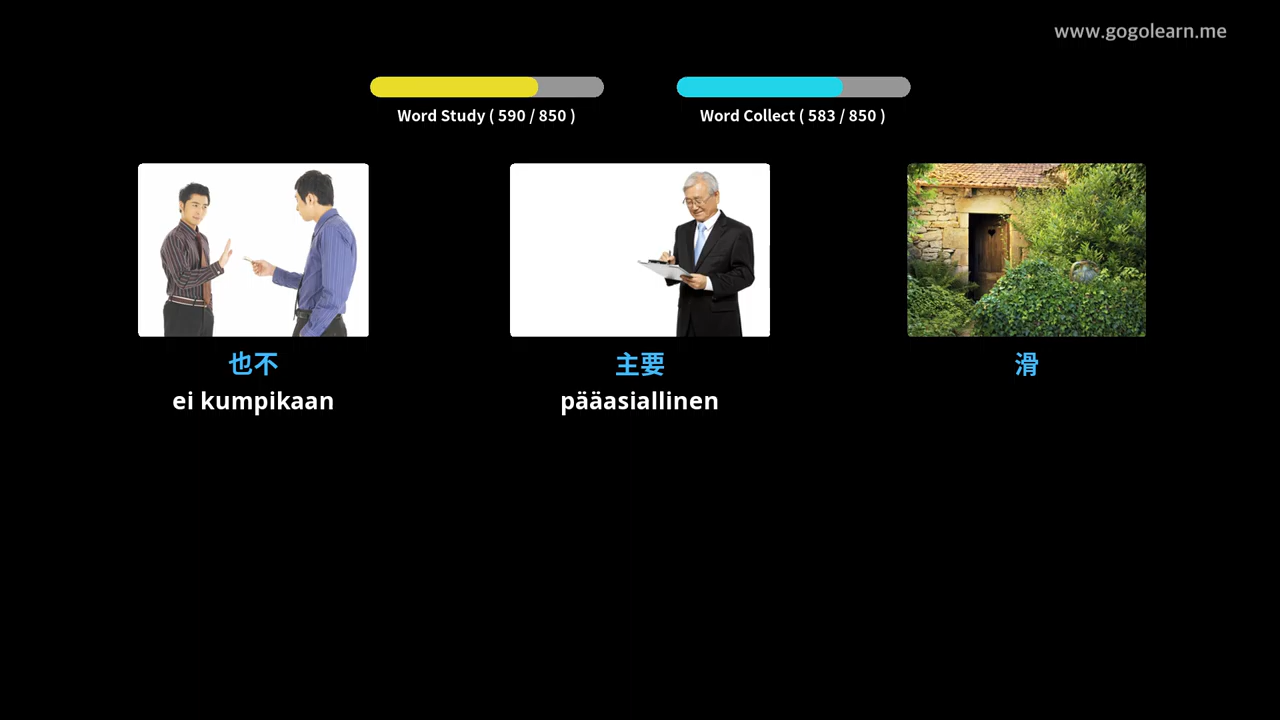 www.gogolearn.me
Word Study ( 590 / 850 )
Word Collect ( 583 / 850 )
也不
主要
滑
ei kumpikaan
pääasiallinen